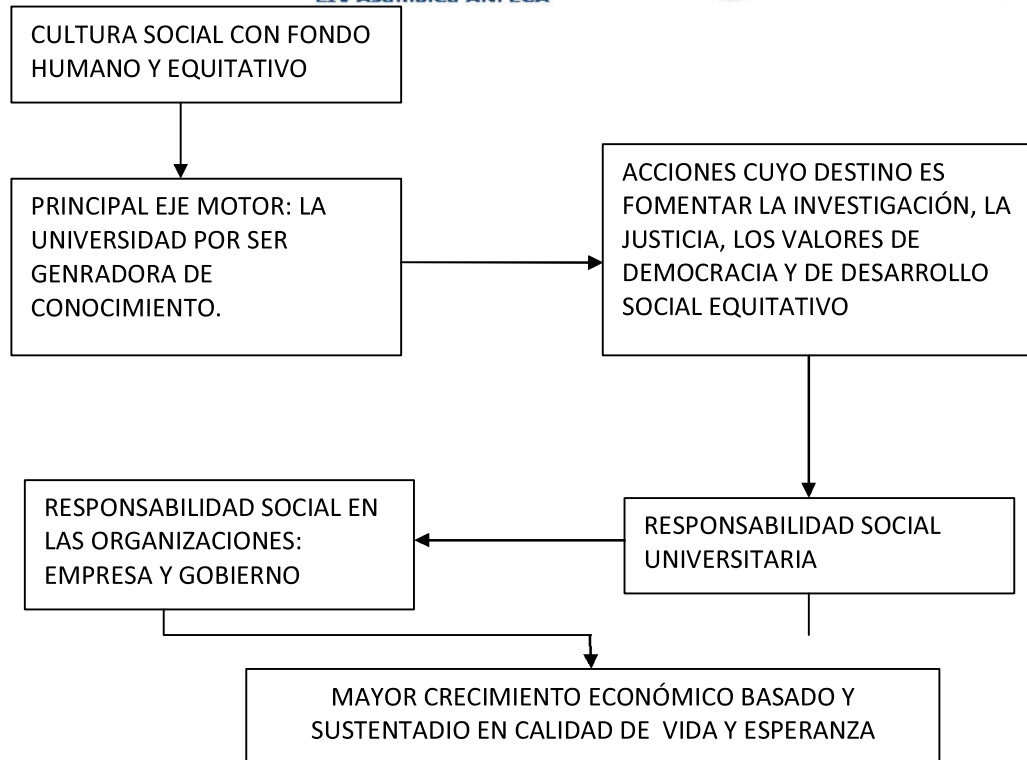 CULTURA SOCIAL CON FONDO
HUMANO Y EQUITATIVO
PRINCIPAL EJE MOTOR: LA
UNIVERSIDAD POR SER
GENRADORA DE
CONOCIMIENTO.
ACCIONES CUYO DESTINO ES
FOMENTAR LA INVESTIGACIÓN, LA
JUSTICIA, LOS VALORES DE
DEMOCRACIA Y DE DESARROLLO
SOCIAL EQUITATIVO
RESPONSABILIDAD SOCIAL EN
LAS ORGANIZACIONES:
EMPRESA Y GOBIERNO
RESPONSABILIDAD SOCIAL
UNIVERSITARIA
MAYOR CRECIMIENTO ECONÓMICO BASADO Y
SUSTENTADIO EN CALIDAD DE VIDA Y ESPERANZA